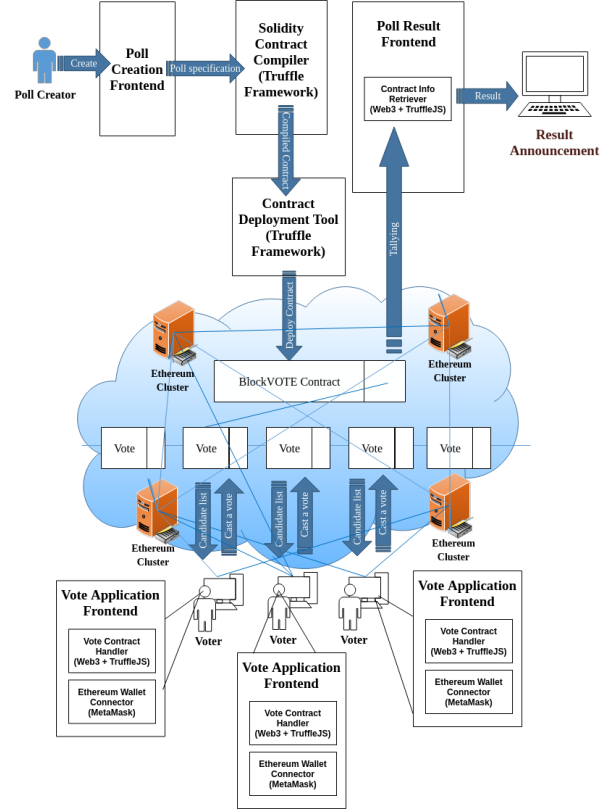 Poll Creator
Create
Poll
Creation
Frontend
Poll specification
Solidity
Contract
Compiler
(Truffle
Framework)
Compiled Contract
Contract
Deployment Tool
(Truffle
Framework)
Deploy Contract
Poll Result
Frontend
Contract Info
Retriever
(Web3 + TruffleJS)
Result
Result
Announcement
Tallying
Ethereum
Cluster
Ethereum
Cluster
BlockVOTE Contract
Vote
Vote
Vote
Vote
Vote
Ethereum
Cluster
Candidate list
Cast a vote
Candidate list
Cast a vote
Candidate list
Cast a vote
Ethereum
Cluster
Voter
Voter
Voter
Vote Application
Frontend
Vote Contract
Handler
(Web3 + TruffleJS)
Ethereum Wallet
Connector
(MetaMask)
Vote Application
Frontend
Vote Contract
Handler
(Web3 + TruffleJS)
Ethereum Wallet
Connector
(MetaMask)
Vote Application
Frontend
Vote Contract
Handler
(Web3 + TruffleJS)
Ethereum Wallet
Connector
(MetaMask)